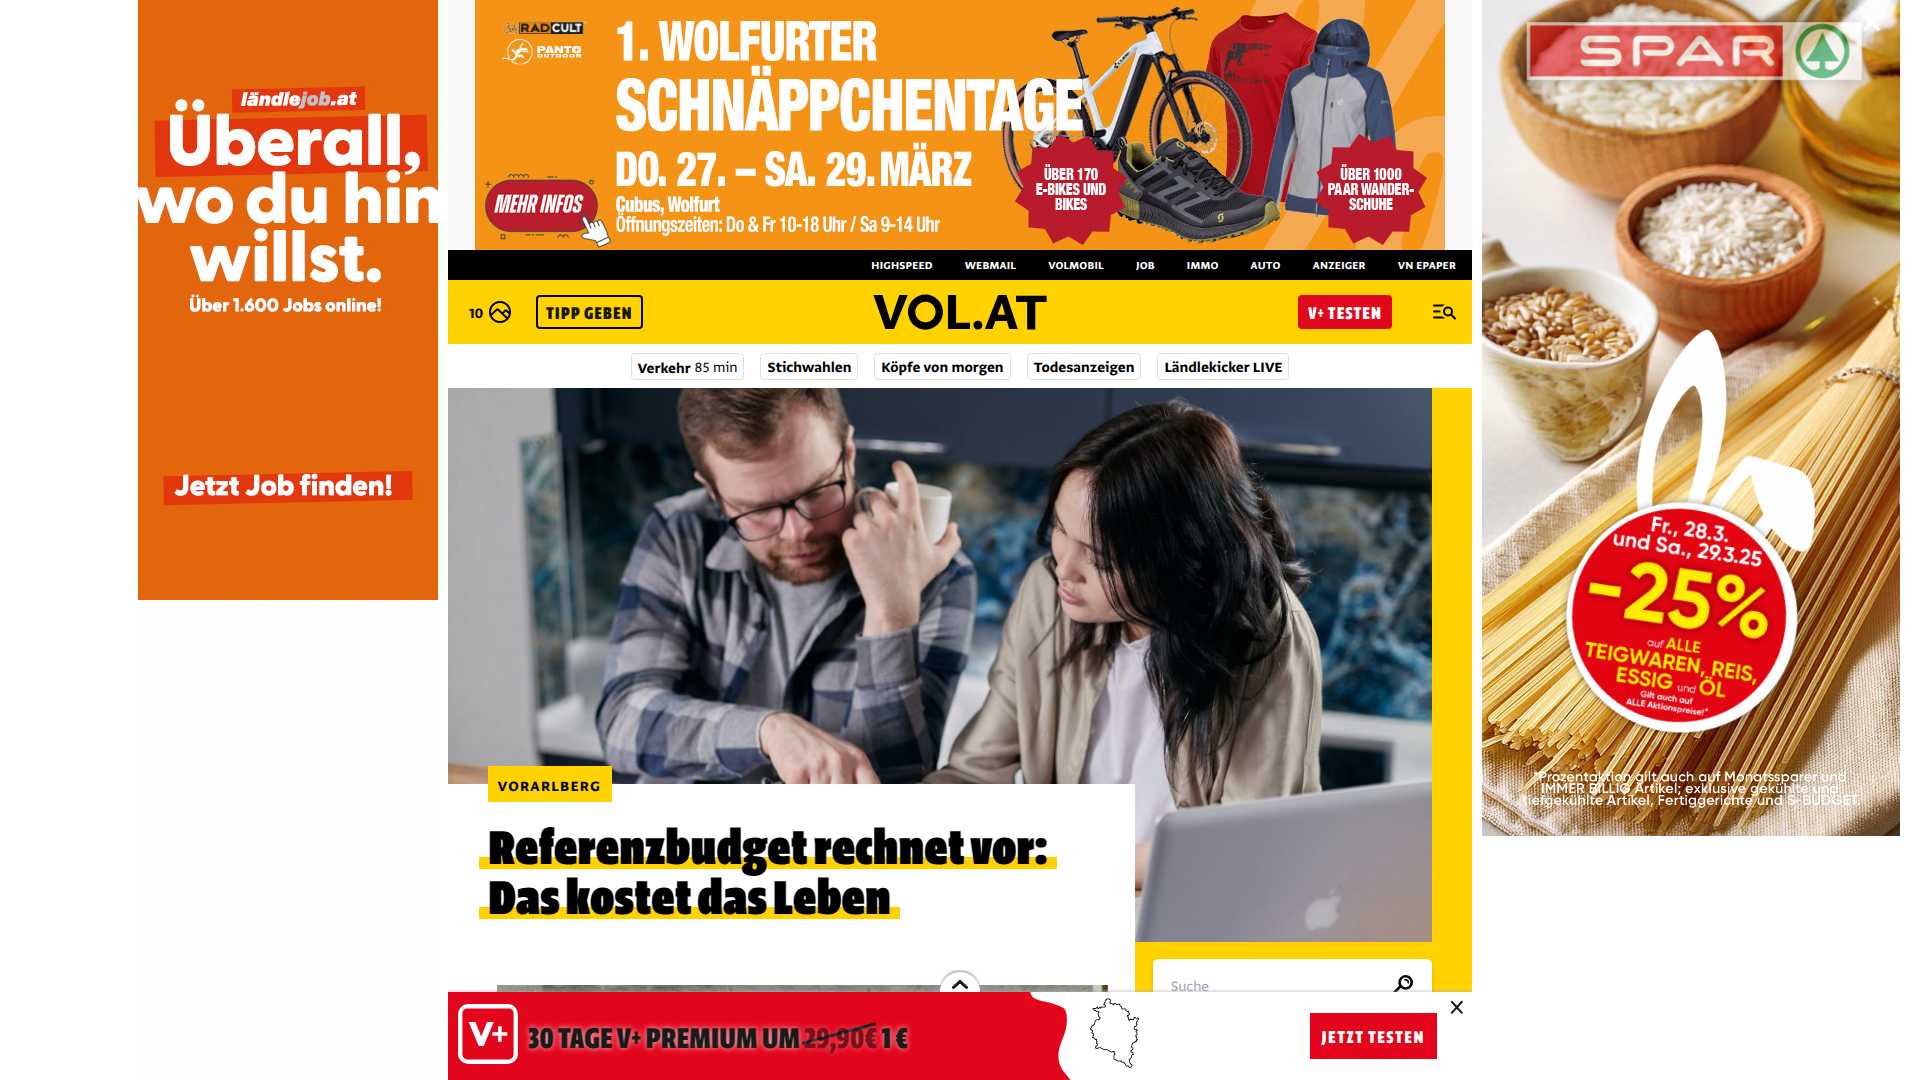 ländlejob.at
Überall,
wo du hin
willst.
Über 1.600 Jobs online!
Jetzt Job finden!
RADCULT
PANTO
OUTDOOR
1. WOLFURTER
SCHNÄPPCHENTAGE
DO. 27. – SA. 29. MÄRZ
Cubus, Wolfurt
Öffnungszeiten: Do & Fr 10-18 Uhr / Sa 9-14 Uhr
MEHR INFOS
ÜBER 170
E-BIKES UND
BIKES
ÜBER 1000
PAAR WANDER-
SCHUHE
HIGHSPEED WEBMAIL VOLMOBIL JOB IMMO AUTO ANZEIGER VN EPAPER
10 TIPP GEBEN VOL.AT V+ TESTEN
Verkehr 85 min Stichwahlen Köpfe von morgen Todesanzeigen Ländlekicker LIVE
VORARLBERG
Referenzbudget rechnet vor:
Das kostet das Leben
Suche
V+ 30 TAGE V+ PREMIUM UM 29,90€ 1 € JETZT TESTEN X
SPAR
Fr., 28.3.
und Sa., 29.3.25
-25%
auf ALLE
TEIGWAREN, REIS,
ESSIG und ÖL
Gilt auch auf
ALLE Aktionspreise!*
*Prozentaktion gilt auch auf Monatssparer und
IMMER BILLIG Artikel; exklusive gekühlte und
tiefgekühlte Artikel, Fertiggerichte und S-BUDGET.